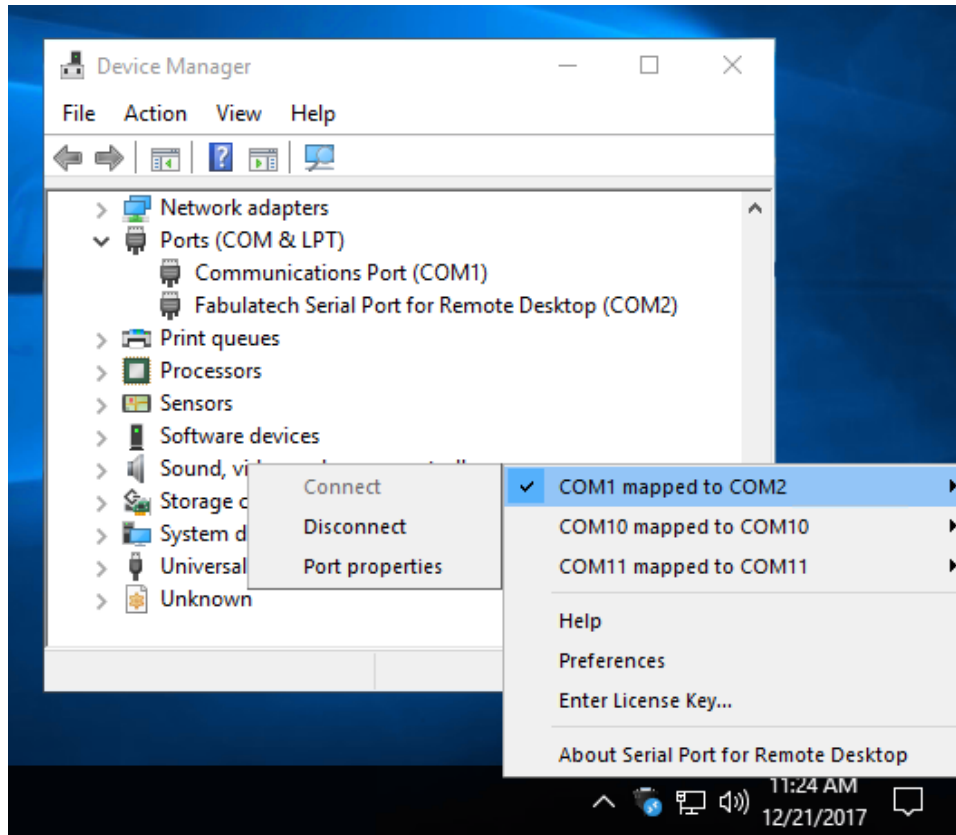 Device Manager
File Action View Help
Network adapters
Ports (COM & LPT)
Communications Port (COM1)
Fabulatech Serial Port for Remote Desktop (COM2)
Print queues
Processors
Sensors
Software devices
Sound, vi
Storage c
System d
Universal
Unknown
Connect
Disconnect
Port properties
COM1 mapped to COM2
COM10 mapped to COM10
COM11 mapped to COM11
Help
Preferences
Enter License Key...
About Serial Port for Remote Desktop
11:24 AM
12/21/2017